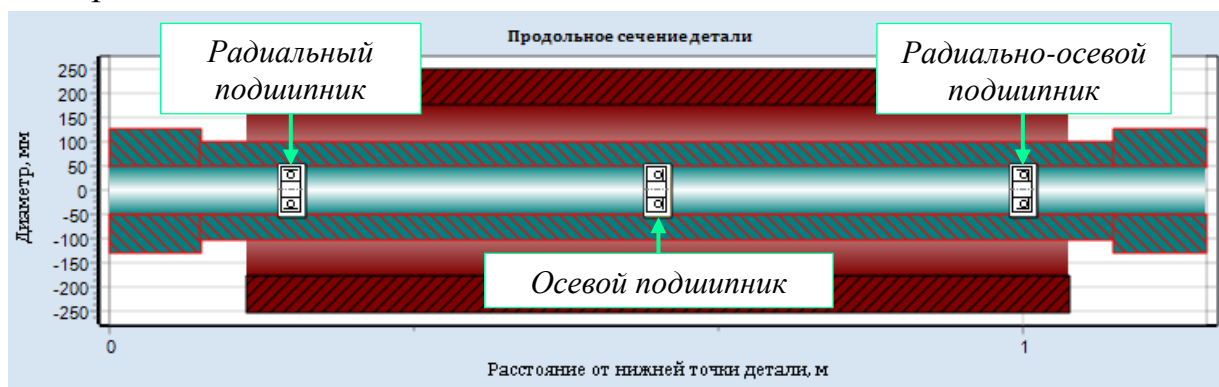 Продольное сечение детали
Радиальный
подшипник
Радиально-осевой
подшипник
Осевой подшипник
Диаметр, мм
250
200
150
100
50
0
-50
-100
-150
-200
-250
0
1
Расстояние от нижней точки детали, м